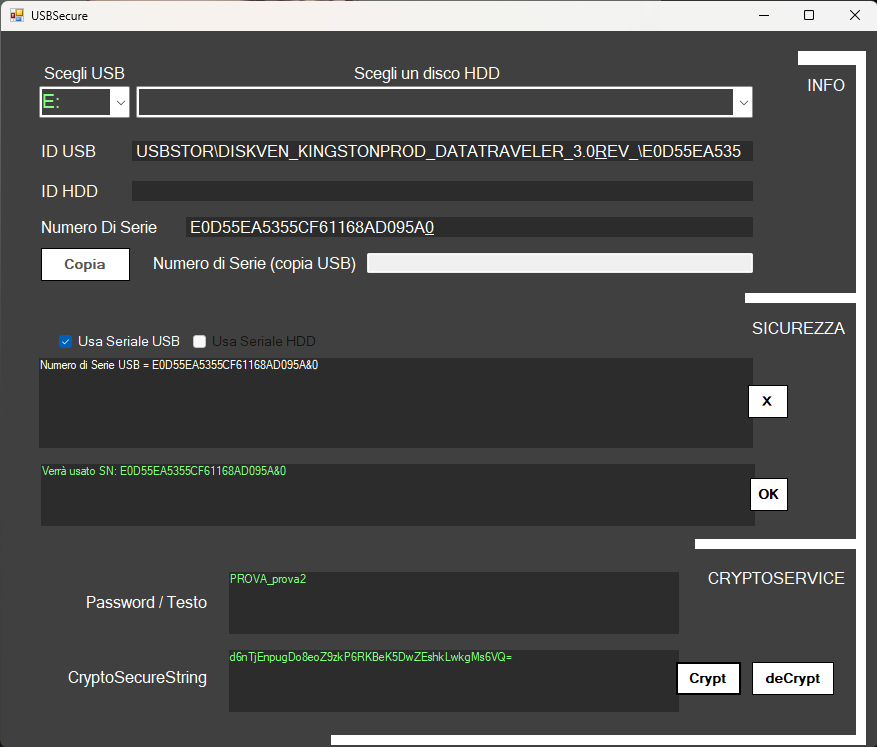 USBSecure
Scegli USB
Scegli un disco HDD
INFO
E:
ID USB
USBSTOR\DISKVEN_KINGSTONPROD_DATATRAVELER_3.0REV_\E0D55EA535
ID HDD
Numero Di Serie
E0D55EA5355CF61168AD095A0
Copia
Numero di Serie (copia USB)
SICUREZZA
Usa Seriale USB
Usa Seriale HDD
Numero di Serie USB = E0D55EA5355CF61168AD095A&0
X
Verrà usato SN: E0D55EA5355CF61168AD095A&0
OK
CRYPTOSERVICE
PROVA_prova2
Password / Testo
d6nTjEnpugDo8eoZ9zkP6RKBeK5DwZEshkLwkgMs6VQ=
CryptoSecureString
Crypt
deCrypt